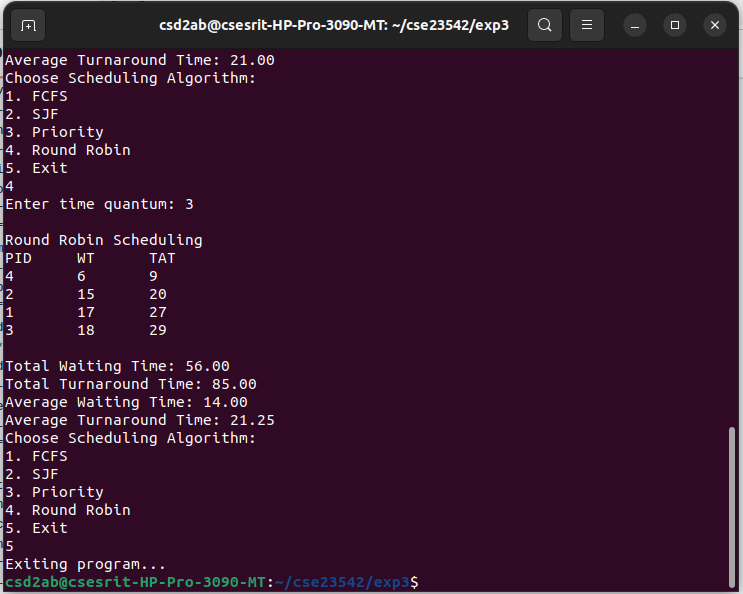 csd2ab@csesrit-HP-Pro-3090-MT: ~/cse23542/exp3
Average Turnaround Time: 21.00
Choose Scheduling Algorithm:
1. FCFS
2. SJF
3. Priority
4. Round Robin
5. Exit
4
Enter time quantum: 3
Round Robin Scheduling
PID WT TAT
4 6 9
2 15 20
1 17 27
3 18 29
Total Waiting Time: 56.00
Total Turnaround Time: 85.00
Average Waiting Time: 14.00
Average Turnaround Time: 21.25
Choose Scheduling Algorithm:
1. FCFS
2. SJF
3. Priority
4. Round Robin
5. Exit
5
Exiting program...
csd2ab@csesrit-HP-Pro-3090-MT:~/cse23542/exp3$